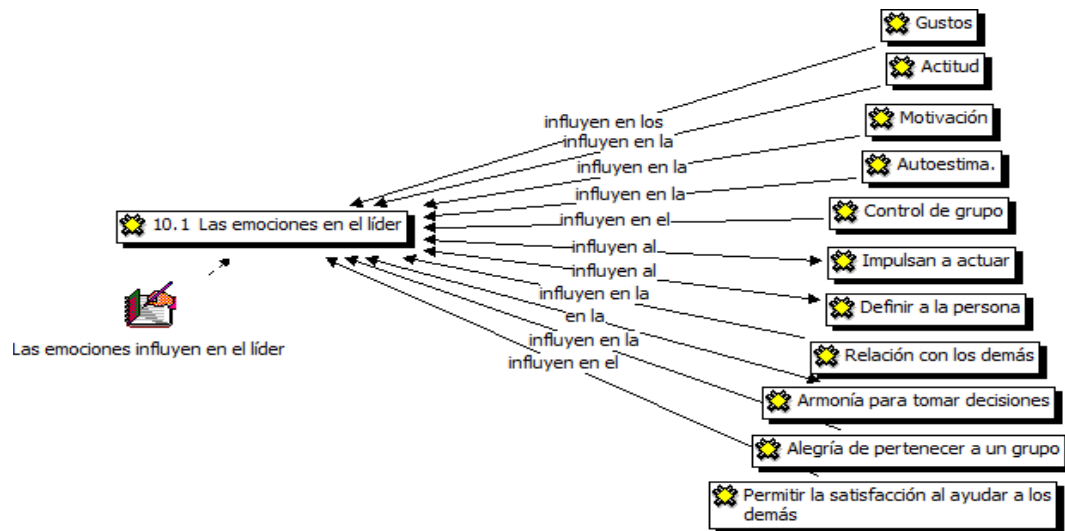 Gustos
Actitud
Motivación
Autoestima.
Control de grupo
Impulsan a actuar
Definir a la persona
Relación con los demás
Armonía para tomar decisiones
Alegría de pertenecer a un grupo
Permitir la satisfacción al ayudar a los
demás
influyen en los
influyen en la
influyen en la
influyen en la
influyen en el
influyen al
influyen al
influyen en la
en la
influyen en la
influyen en el
10.1 Las emociones en el líder
Las emociones influyen en el líder